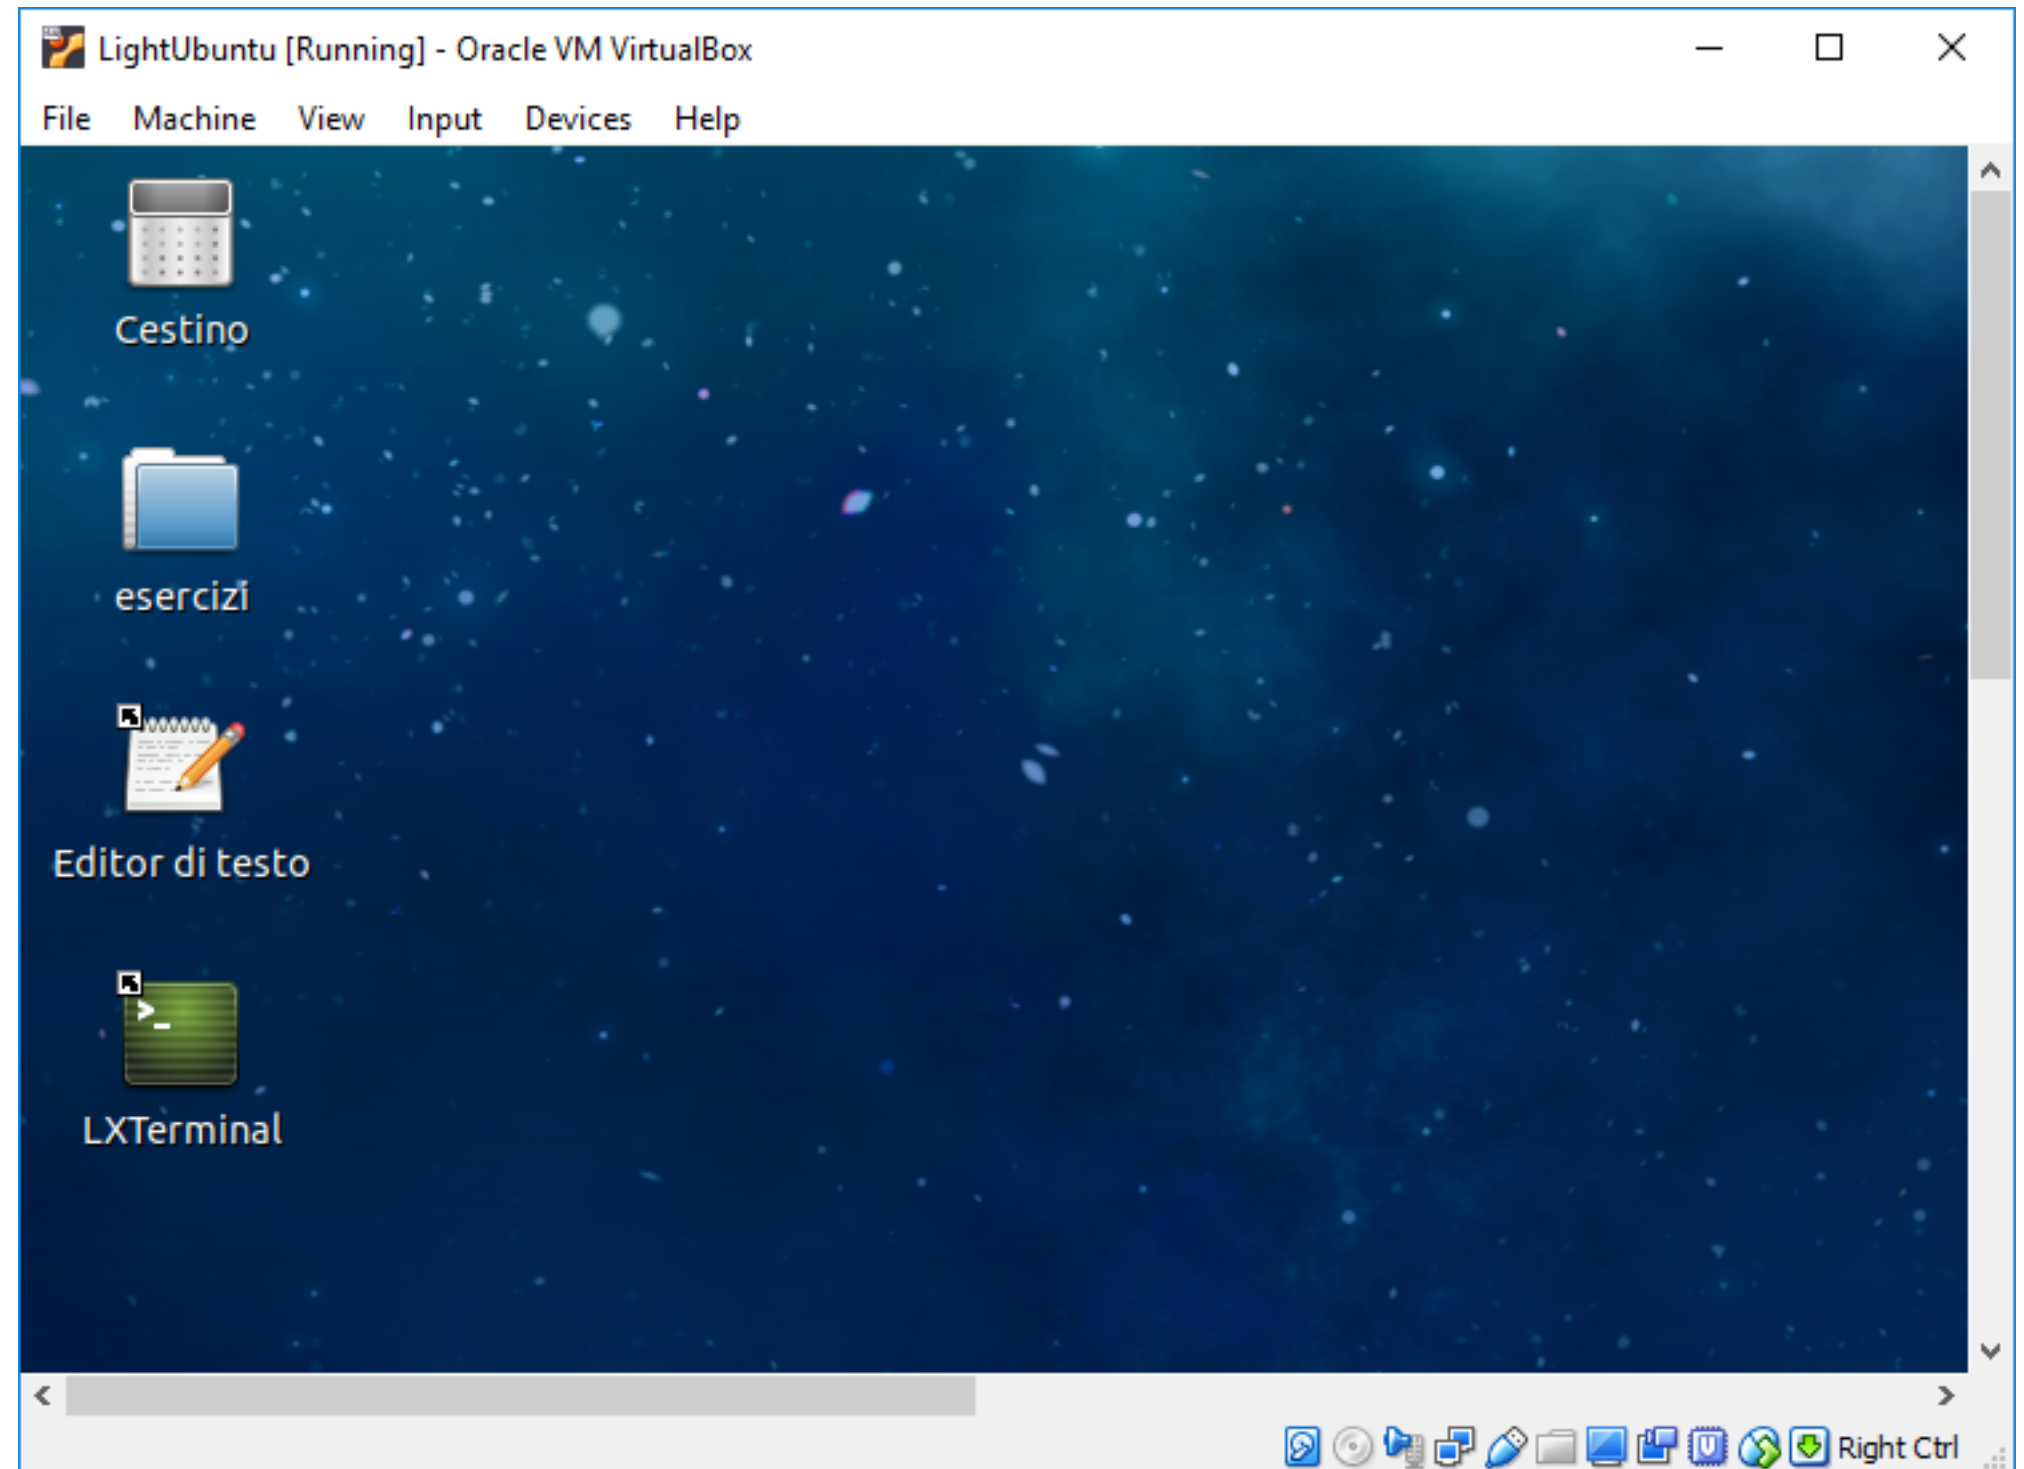 LightUbuntu [Running] - Oracle VM VirtualBox
File Machine View Input Devices Help
Cestino
esercizi
Editor di testo
>_
LXTerminal
Right Ctrl